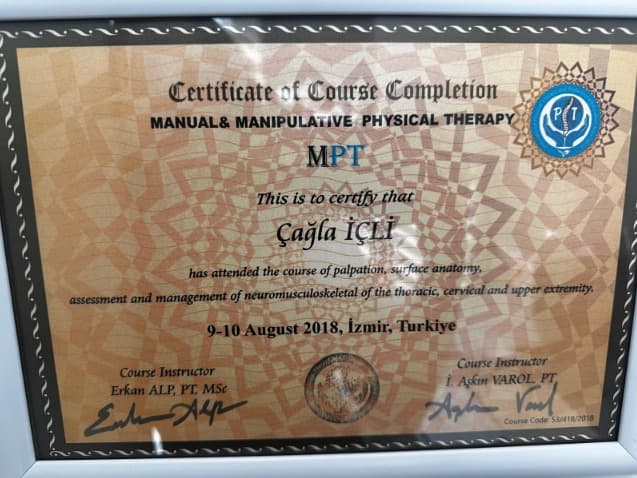 Certificate of Course Completion
MANUAL& MANIPULATIVE PHYSICAL THERAPY
P T
MPT
This is to certify that
Çağla İÇLİ
has attended the course of palpation, surface anatomy,
assessment and management of neuromusculoskeletal of the thoracic, cervical and upper extremity.
9-10 August 2018, İzmir, Turkiye
Course Instructor
Erkan ALP, PT, MSc
Course Instructor
İ. Aşkın VAROL, PT
Course Code: 53/418/2018